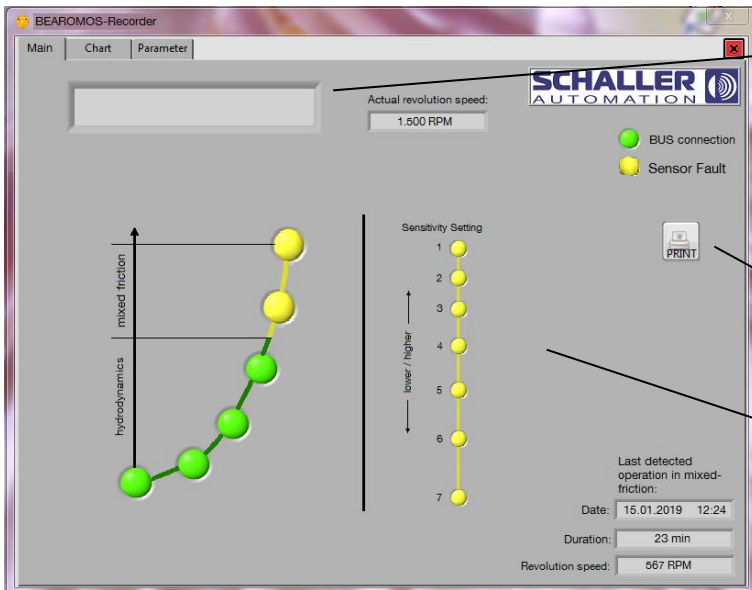 BEAROMOS-Recorder
Main
Chart
Parameter
SCHALLER
AUTOMATION
Actual revolution speed:
1.500 RPM
BUS connection
Sensor Fault
PRINT
mixed friction
hydrodynamics
Sensitivity Setting
1
2
3
4
5
6
7
lower / higher
Last detected
operation in mixed-
friction:
Date: 15.01.2019 12:24
Duration: 23 min
Revolution speed: 567 RPM